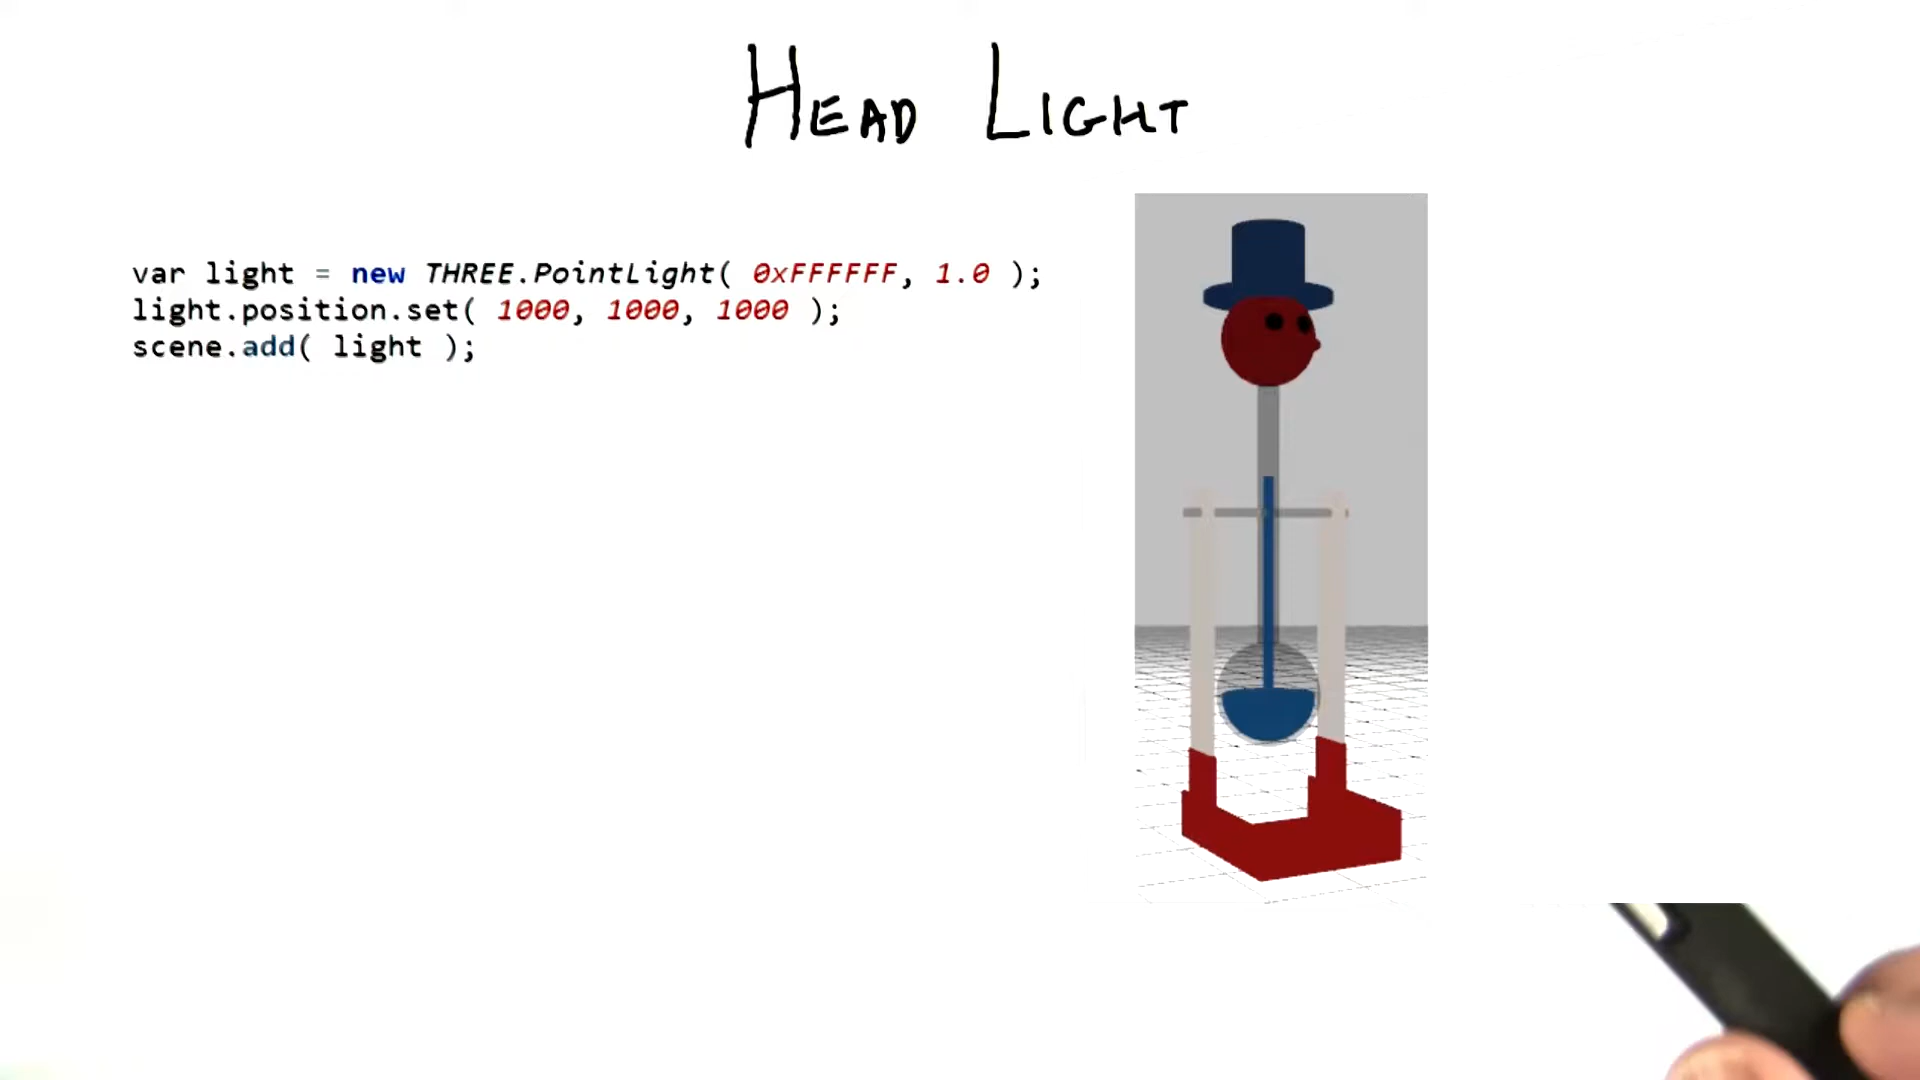 HEAD LIGHT
var light = new THREE.PointLight( 0xFFFFFF, 1.0 );
light.position.set( 1000, 1000, 1000 );
scene.add( light );